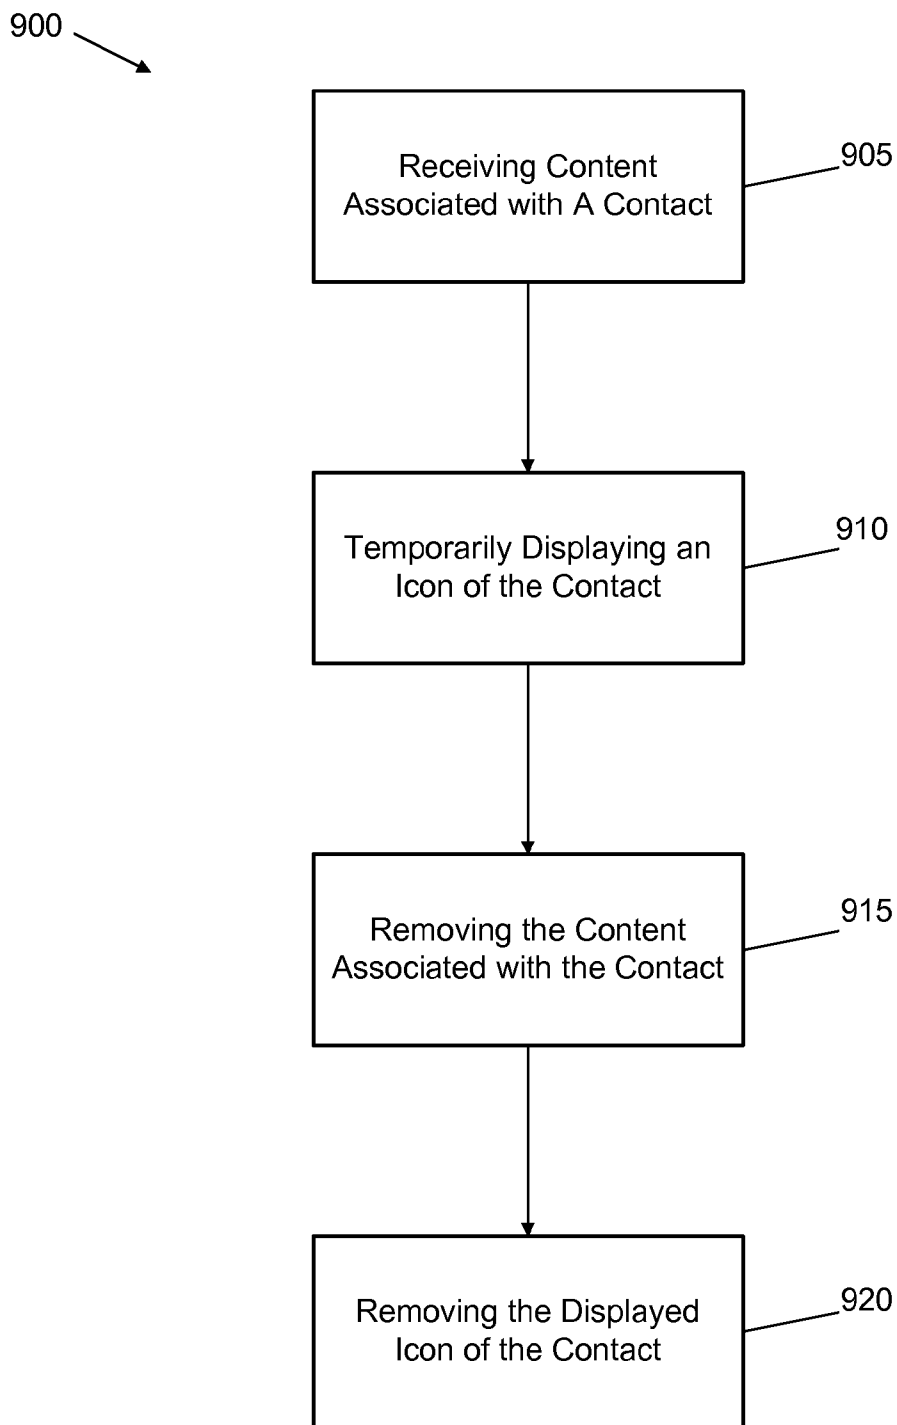 900
Receiving Content
Associated with A Contact
905
Temporarily Displaying an
Icon of the Contact
910
Removing the Content
Associated with the Contact
915
Removing the Displayed
Icon of the Contact
920